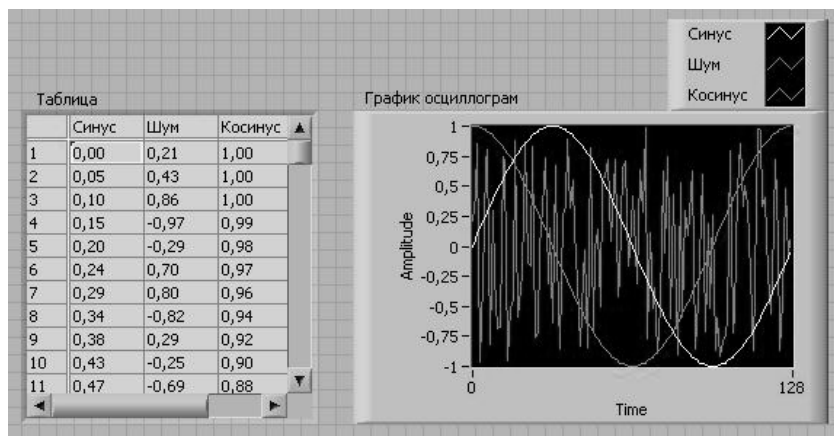 Синус
Шум
Косинус
Таблица
График осциллограм
Синус Шум Косинус
1 0,00 0,21 1,00
2 0,05 0,43 1,00
3 0,10 0,86 1,00
4 0,15 -0,97 0,99
5 0,20 -0,29 0,98
6 0,24 0,70 0,97
7 0,29 0,80 0,96
8 0,34 -0,82 0,94
9 0,38 0,29 0,92
10 0,43 -0,25 0,90
11 0,47 -0,69 0,88
Amplitude
1
0,75
0,5
0,25
0
-0,25
-0,5
-0,75
-1
0 128
Time